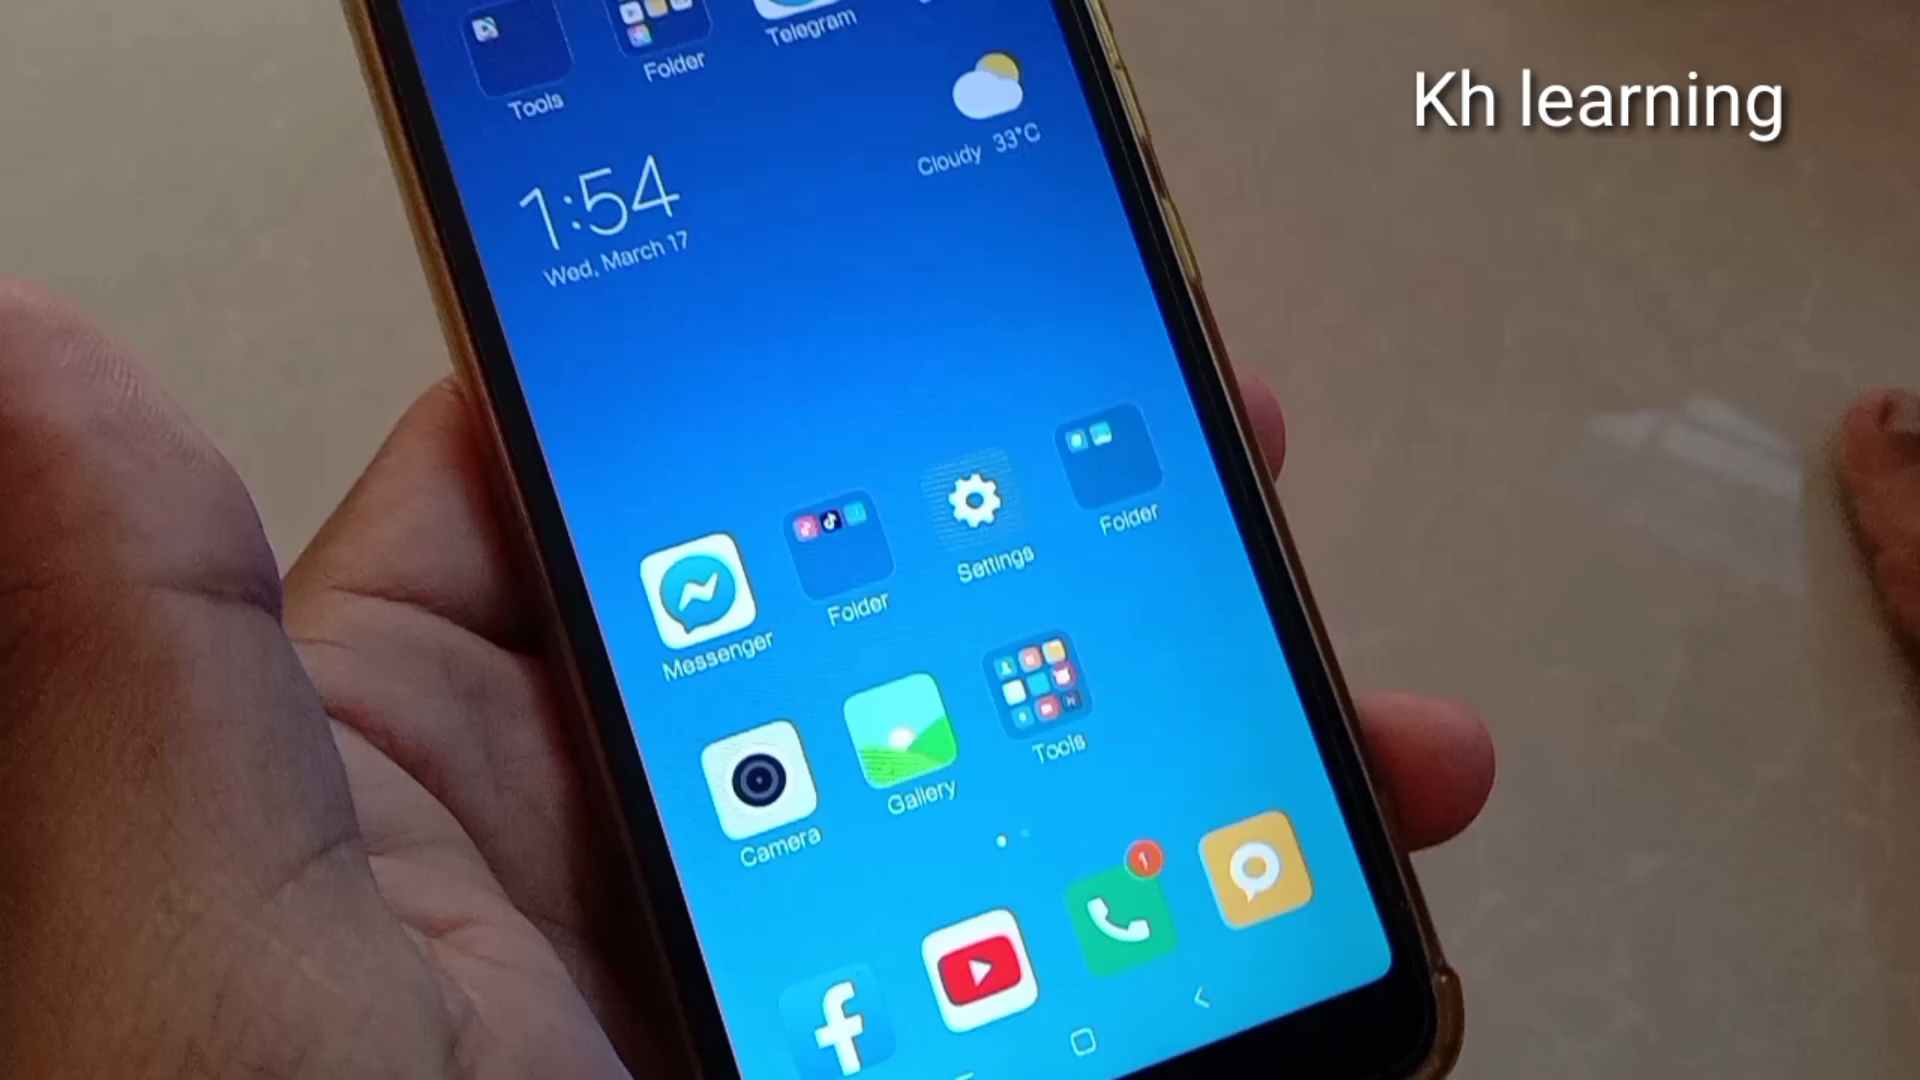 Kh learning
Tools
Folder
Telegram
1:54
Wed, March 17
Cloudy 33°C
Messenger
Folder
Settings
Folder
Camera
Gallery
Tools
1